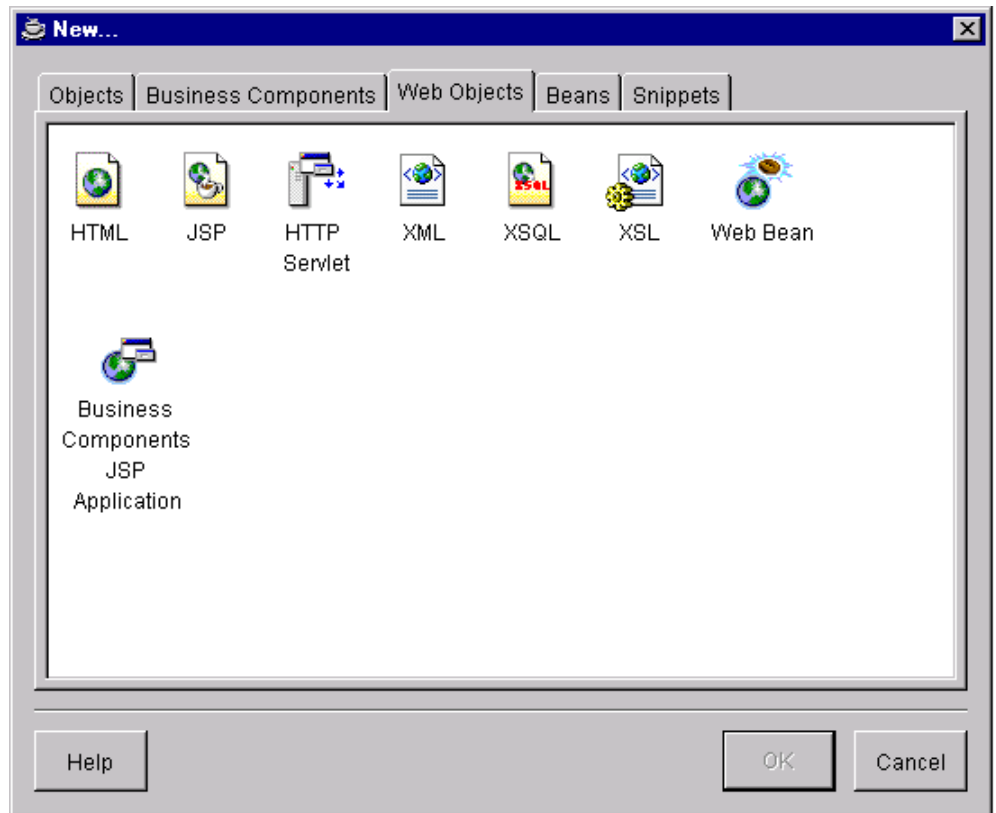 New...
Objects Business Components Web Objects Beans Snippets
HTML JSP HTTP Servlet XML XSQL XSL Web Bean
Business
Components
JSP
Application
Help OK Cancel